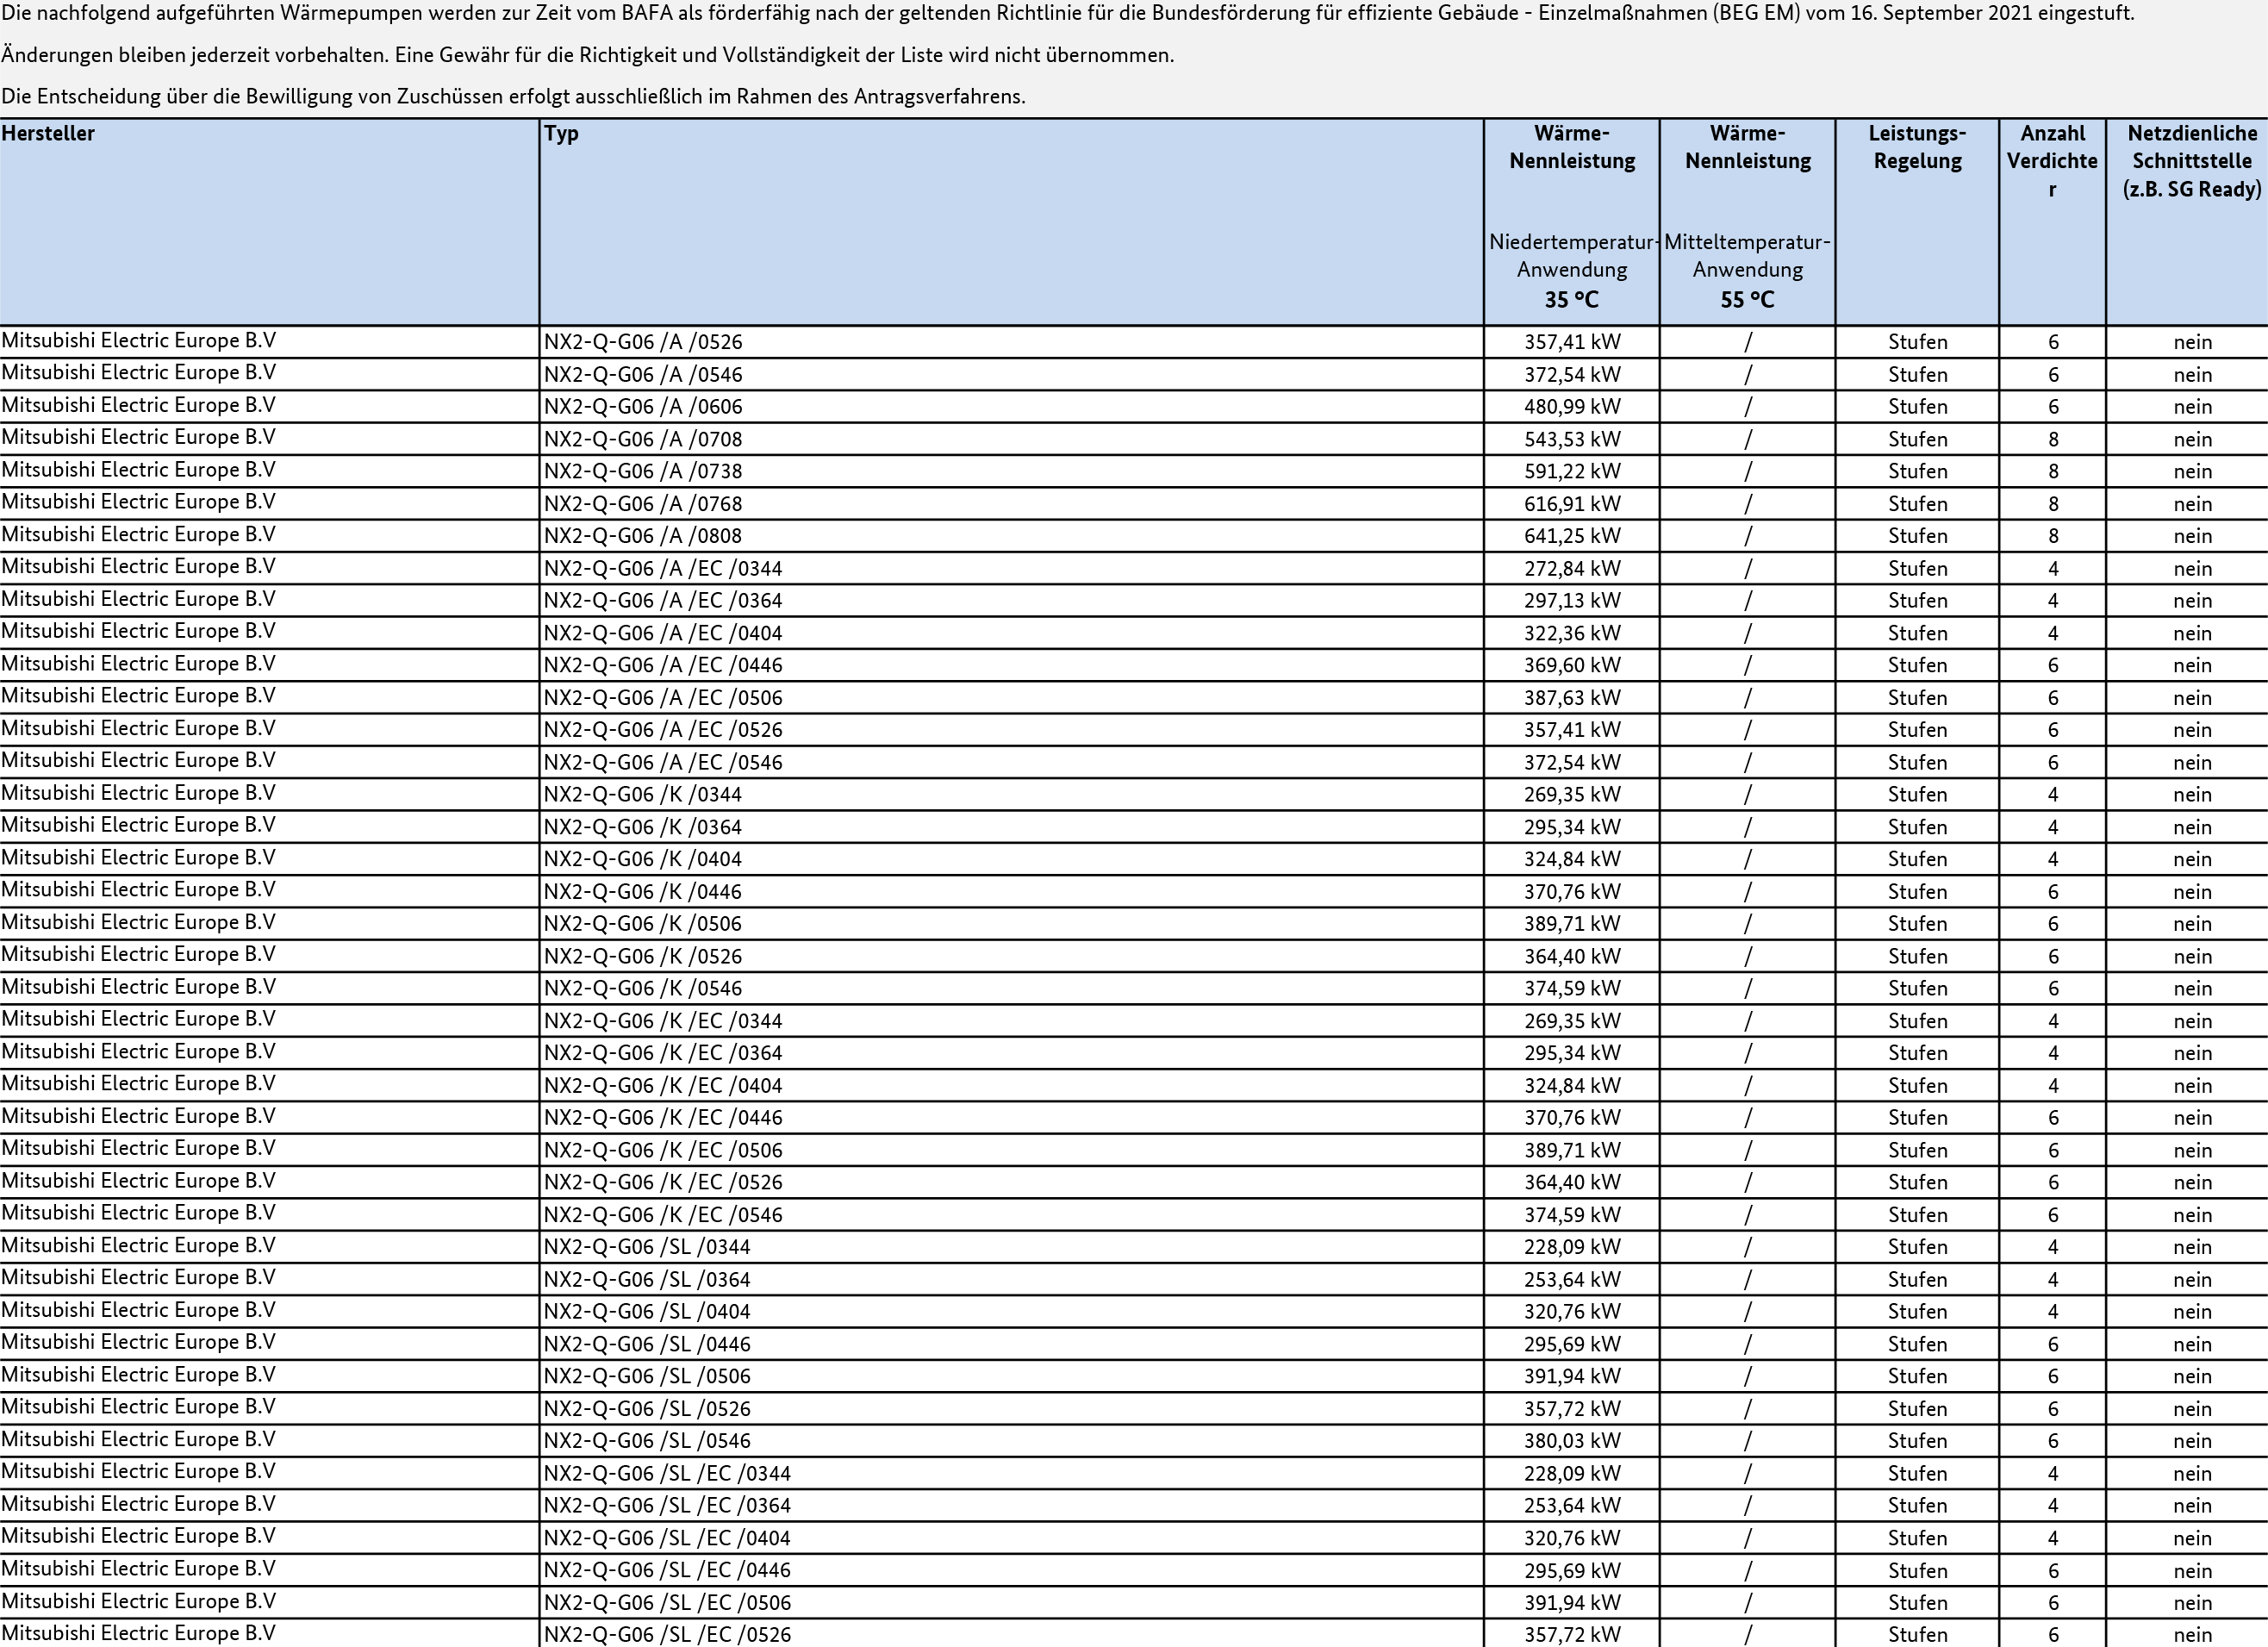 Die nachfolgend aufgeführten Wärmepumpen werden zur Zeit vom BAFA als förderfähig nach der geltenden Richtlinie für die Bundesförderung für effiziente Gebäude - Einzelmaßnahmen (BEG EM) vom 16. September 2021 eingestuft.
Änderungen bleiben jederzeit vorbehalten. Eine Gewähr für die Richtigkeit und Vollständigkeit der Liste wird nicht übernommen.
Die Entscheidung über die Bewilligung von Zuschüssen erfolgt ausschließlich im Rahmen des Antragsverfahrens.
Hersteller Typ Wärme- Wärme- Leistungs- Anzahl Netzdienliche
Nennleistung Nennleistung Regelung Verdichte Schnittstelle
r (z.B. SG Ready)
Niedertemperatur- Mitteltemperatur-
Anwendung Anwendung
35 °C 55 °C
Mitsubishi Electric Europe B.V NX2-Q-G06 /A /0526 357,41 kW / Stufen 6 nein
Mitsubishi Electric Europe B.V NX2-Q-G06 /A /0546 372,54 kW / Stufen 6 nein
Mitsubishi Electric Europe B.V NX2-Q-G06 /A /0606 480,99 kW / Stufen 6 nein
Mitsubishi Electric Europe B.V NX2-Q-G06 /A /0708 543,53 kW / Stufen 8 nein
Mitsubishi Electric Europe B.V NX2-Q-G06 /A /0738 591,22 kW / Stufen 8 nein
Mitsubishi Electric Europe B.V NX2-Q-G06 /A /0768 616,91 kW / Stufen 8 nein
Mitsubishi Electric Europe B.V NX2-Q-G06 /A /0808 641,25 kW / Stufen 8 nein
Mitsubishi Electric Europe B.V NX2-Q-G06 /A /EC /0344 272,84 kW / Stufen 4 nein
Mitsubishi Electric Europe B.V NX2-Q-G06 /A /EC /0364 297,13 kW / Stufen 4 nein
Mitsubishi Electric Europe B.V NX2-Q-G06 /A /EC /0404 322,36 kW / Stufen 4 nein
Mitsubishi Electric Europe B.V NX2-Q-G06 /A /EC /0446 369,60 kW / Stufen 6 nein
Mitsubishi Electric Europe B.V NX2-Q-G06 /A /EC /0506 387,63 kW / Stufen 6 nein
Mitsubishi Electric Europe B.V NX2-Q-G06 /A /EC /0526 357,41 kW / Stufen 6 nein
Mitsubishi Electric Europe B.V NX2-Q-G06 /A /EC /0546 372,54 kW / Stufen 6 nein
Mitsubishi Electric Europe B.V NX2-Q-G06 /K /0344 269,35 kW / Stufen 4 nein
Mitsubishi Electric Europe B.V NX2-Q-G06 /K /0364 295,34 kW / Stufen 4 nein
Mitsubishi Electric Europe B.V NX2-Q-G06 /K /0404 324,84 kW / Stufen 4 nein
Mitsubishi Electric Europe B.V NX2-Q-G06 /K /0446 370,76 kW / Stufen 6 nein
Mitsubishi Electric Europe B.V NX2-Q-G06 /K /0506 389,71 kW / Stufen 6 nein
Mitsubishi Electric Europe B.V NX2-Q-G06 /K /0526 364,40 kW / Stufen 6 nein
Mitsubishi Electric Europe B.V NX2-Q-G06 /K /0546 374,59 kW / Stufen 6 nein
Mitsubishi Electric Europe B.V NX2-Q-G06 /K /EC /0344 269,35 kW / Stufen 4 nein
Mitsubishi Electric Europe B.V NX2-Q-G06 /K /EC /0364 295,34 kW / Stufen 4 nein
Mitsubishi Electric Europe B.V NX2-Q-G06 /K /EC /0404 324,84 kW / Stufen 4 nein
Mitsubishi Electric Europe B.V NX2-Q-G06 /K /EC /0446 370,76 kW / Stufen 6 nein
Mitsubishi Electric Europe B.V NX2-Q-G06 /K /EC /0506 389,71 kW / Stufen 6 nein
Mitsubishi Electric Europe B.V NX2-Q-G06 /K /EC /0526 364,40 kW / Stufen 6 nein
Mitsubishi Electric Europe B.V NX2-Q-G06 /K /EC /0546 374,59 kW / Stufen 6 nein
Mitsubishi Electric Europe B.V NX2-Q-G06 /SL /0344 228,09 kW / Stufen 4 nein
Mitsubishi Electric Europe B.V NX2-Q-G06 /SL /0364 253,64 kW / Stufen 4 nein
Mitsubishi Electric Europe B.V NX2-Q-G06 /SL /0404 320,76 kW / Stufen 4 nein
Mitsubishi Electric Europe B.V NX2-Q-G06 /SL /0446 295,69 kW / Stufen 6 nein
Mitsubishi Electric Europe B.V NX2-Q-G06 /SL /0506 391,94 kW / Stufen 6 nein
Mitsubishi Electric Europe B.V NX2-Q-G06 /SL /0526 357,72 kW / Stufen 6 nein
Mitsubishi Electric Europe B.V NX2-Q-G06 /SL /0546 380,03 kW / Stufen 6 nein
Mitsubishi Electric Europe B.V NX2-Q-G06 /SL /EC /0344 228,09 kW / Stufen 4 nein
Mitsubishi Electric Europe B.V NX2-Q-G06 /SL /EC /0364 253,64 kW / Stufen 4 nein
Mitsubishi Electric Europe B.V NX2-Q-G06 /SL /EC /0404 320,76 kW / Stufen 4 nein
Mitsubishi Electric Europe B.V NX2-Q-G06 /SL /EC /0446 295,69 kW / Stufen 6 nein
Mitsubishi Electric Europe B.V NX2-Q-G06 /SL /EC /0506 391,94 kW / Stufen 6 nein
Mitsubishi Electric Europe B.V NX2-Q-G06 /SL /EC /0526 357,72 kW / Stufen 6 nein